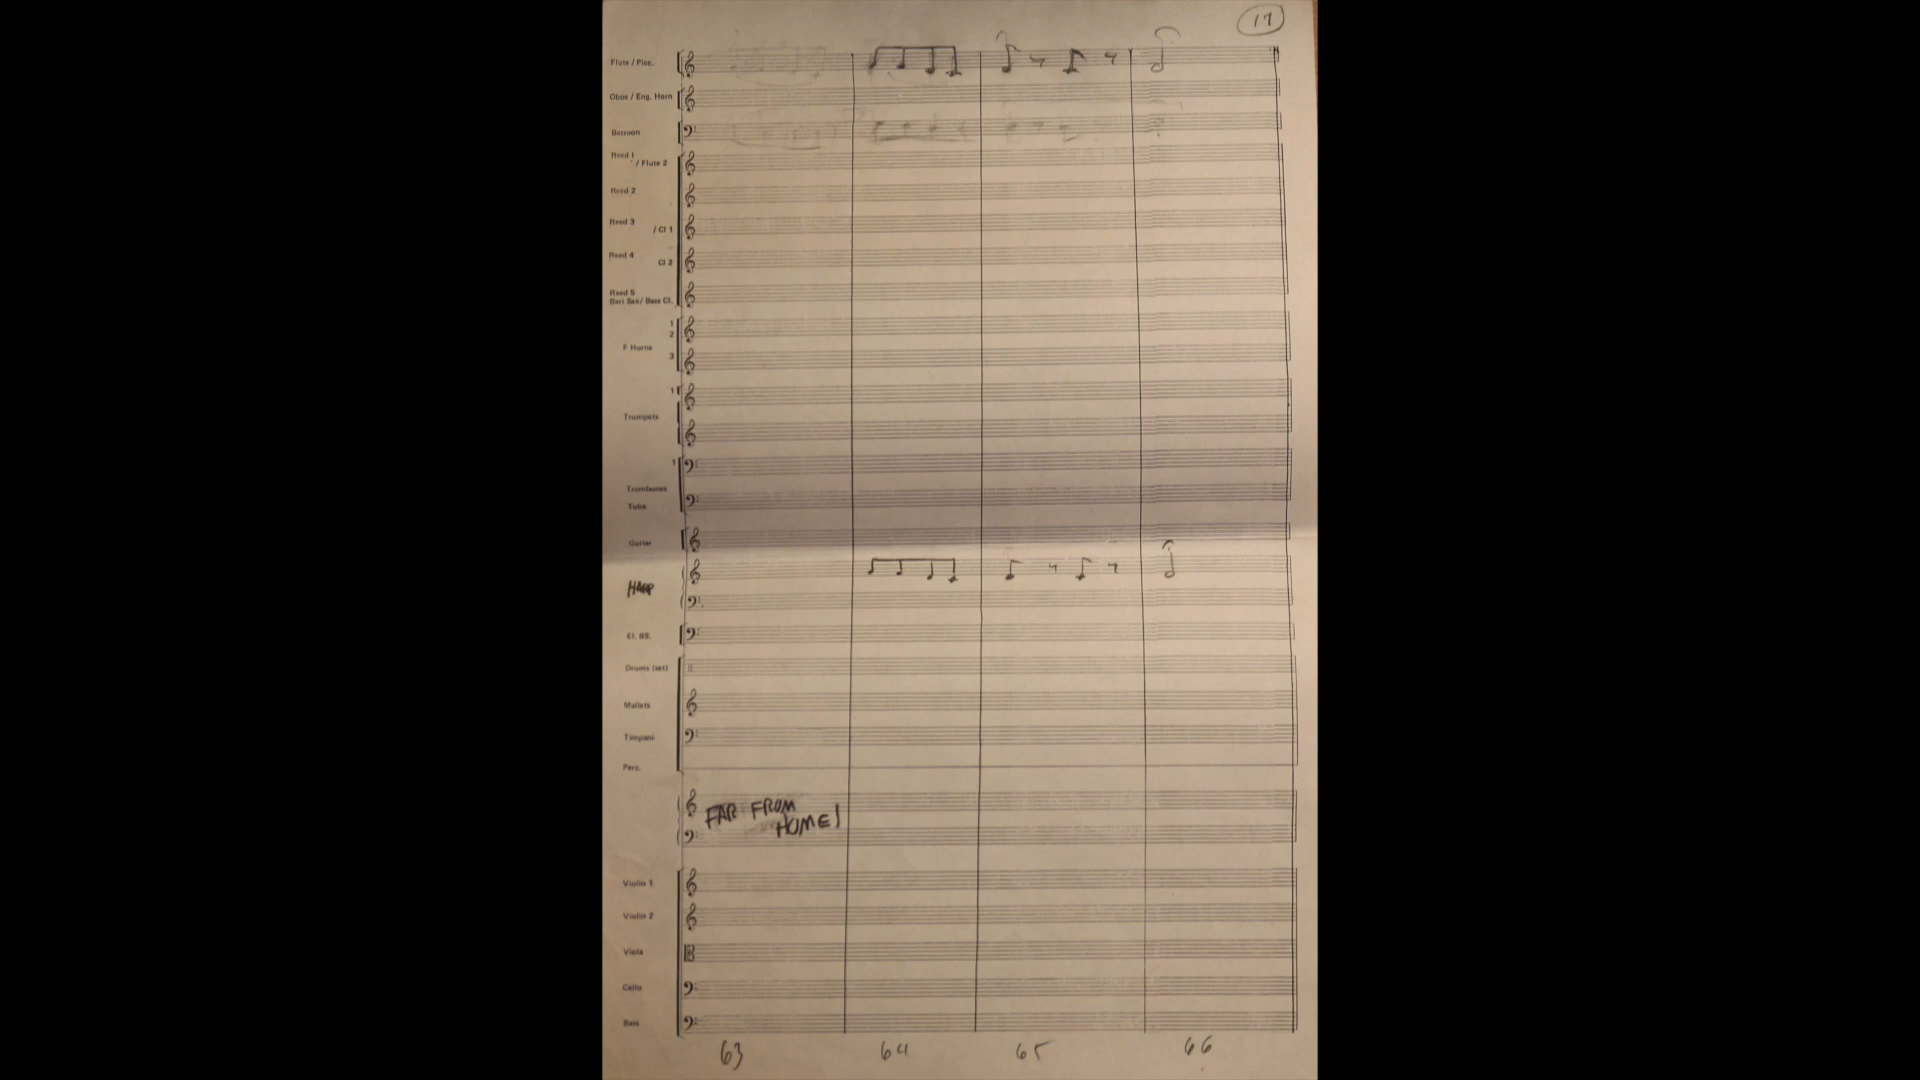 17
Flute / Picc.
Oboe / Eng. Horn
Bassoon
Reed 1
/ Flute 2
Reed 2
Reed 3
/ Cl 1
Reed 4
Cl 2
Reed 5
Bari Sax/ Bass Cl.
1
2
F Horns
3
1
Trumpets
1
Trombones
Tuba
Guitar
HARP
El. BS.
Drums (set)
Mallets
Timpani
Perc.
FAR FROM
HOME)
Violin 1
Violin 2
Viola
Cello
Bass
63 64 65 66